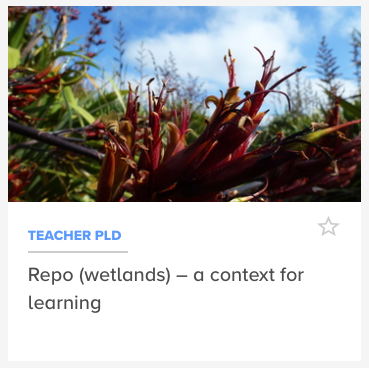 TEACHER PLD
Repo (wetlands) – a context for
learning